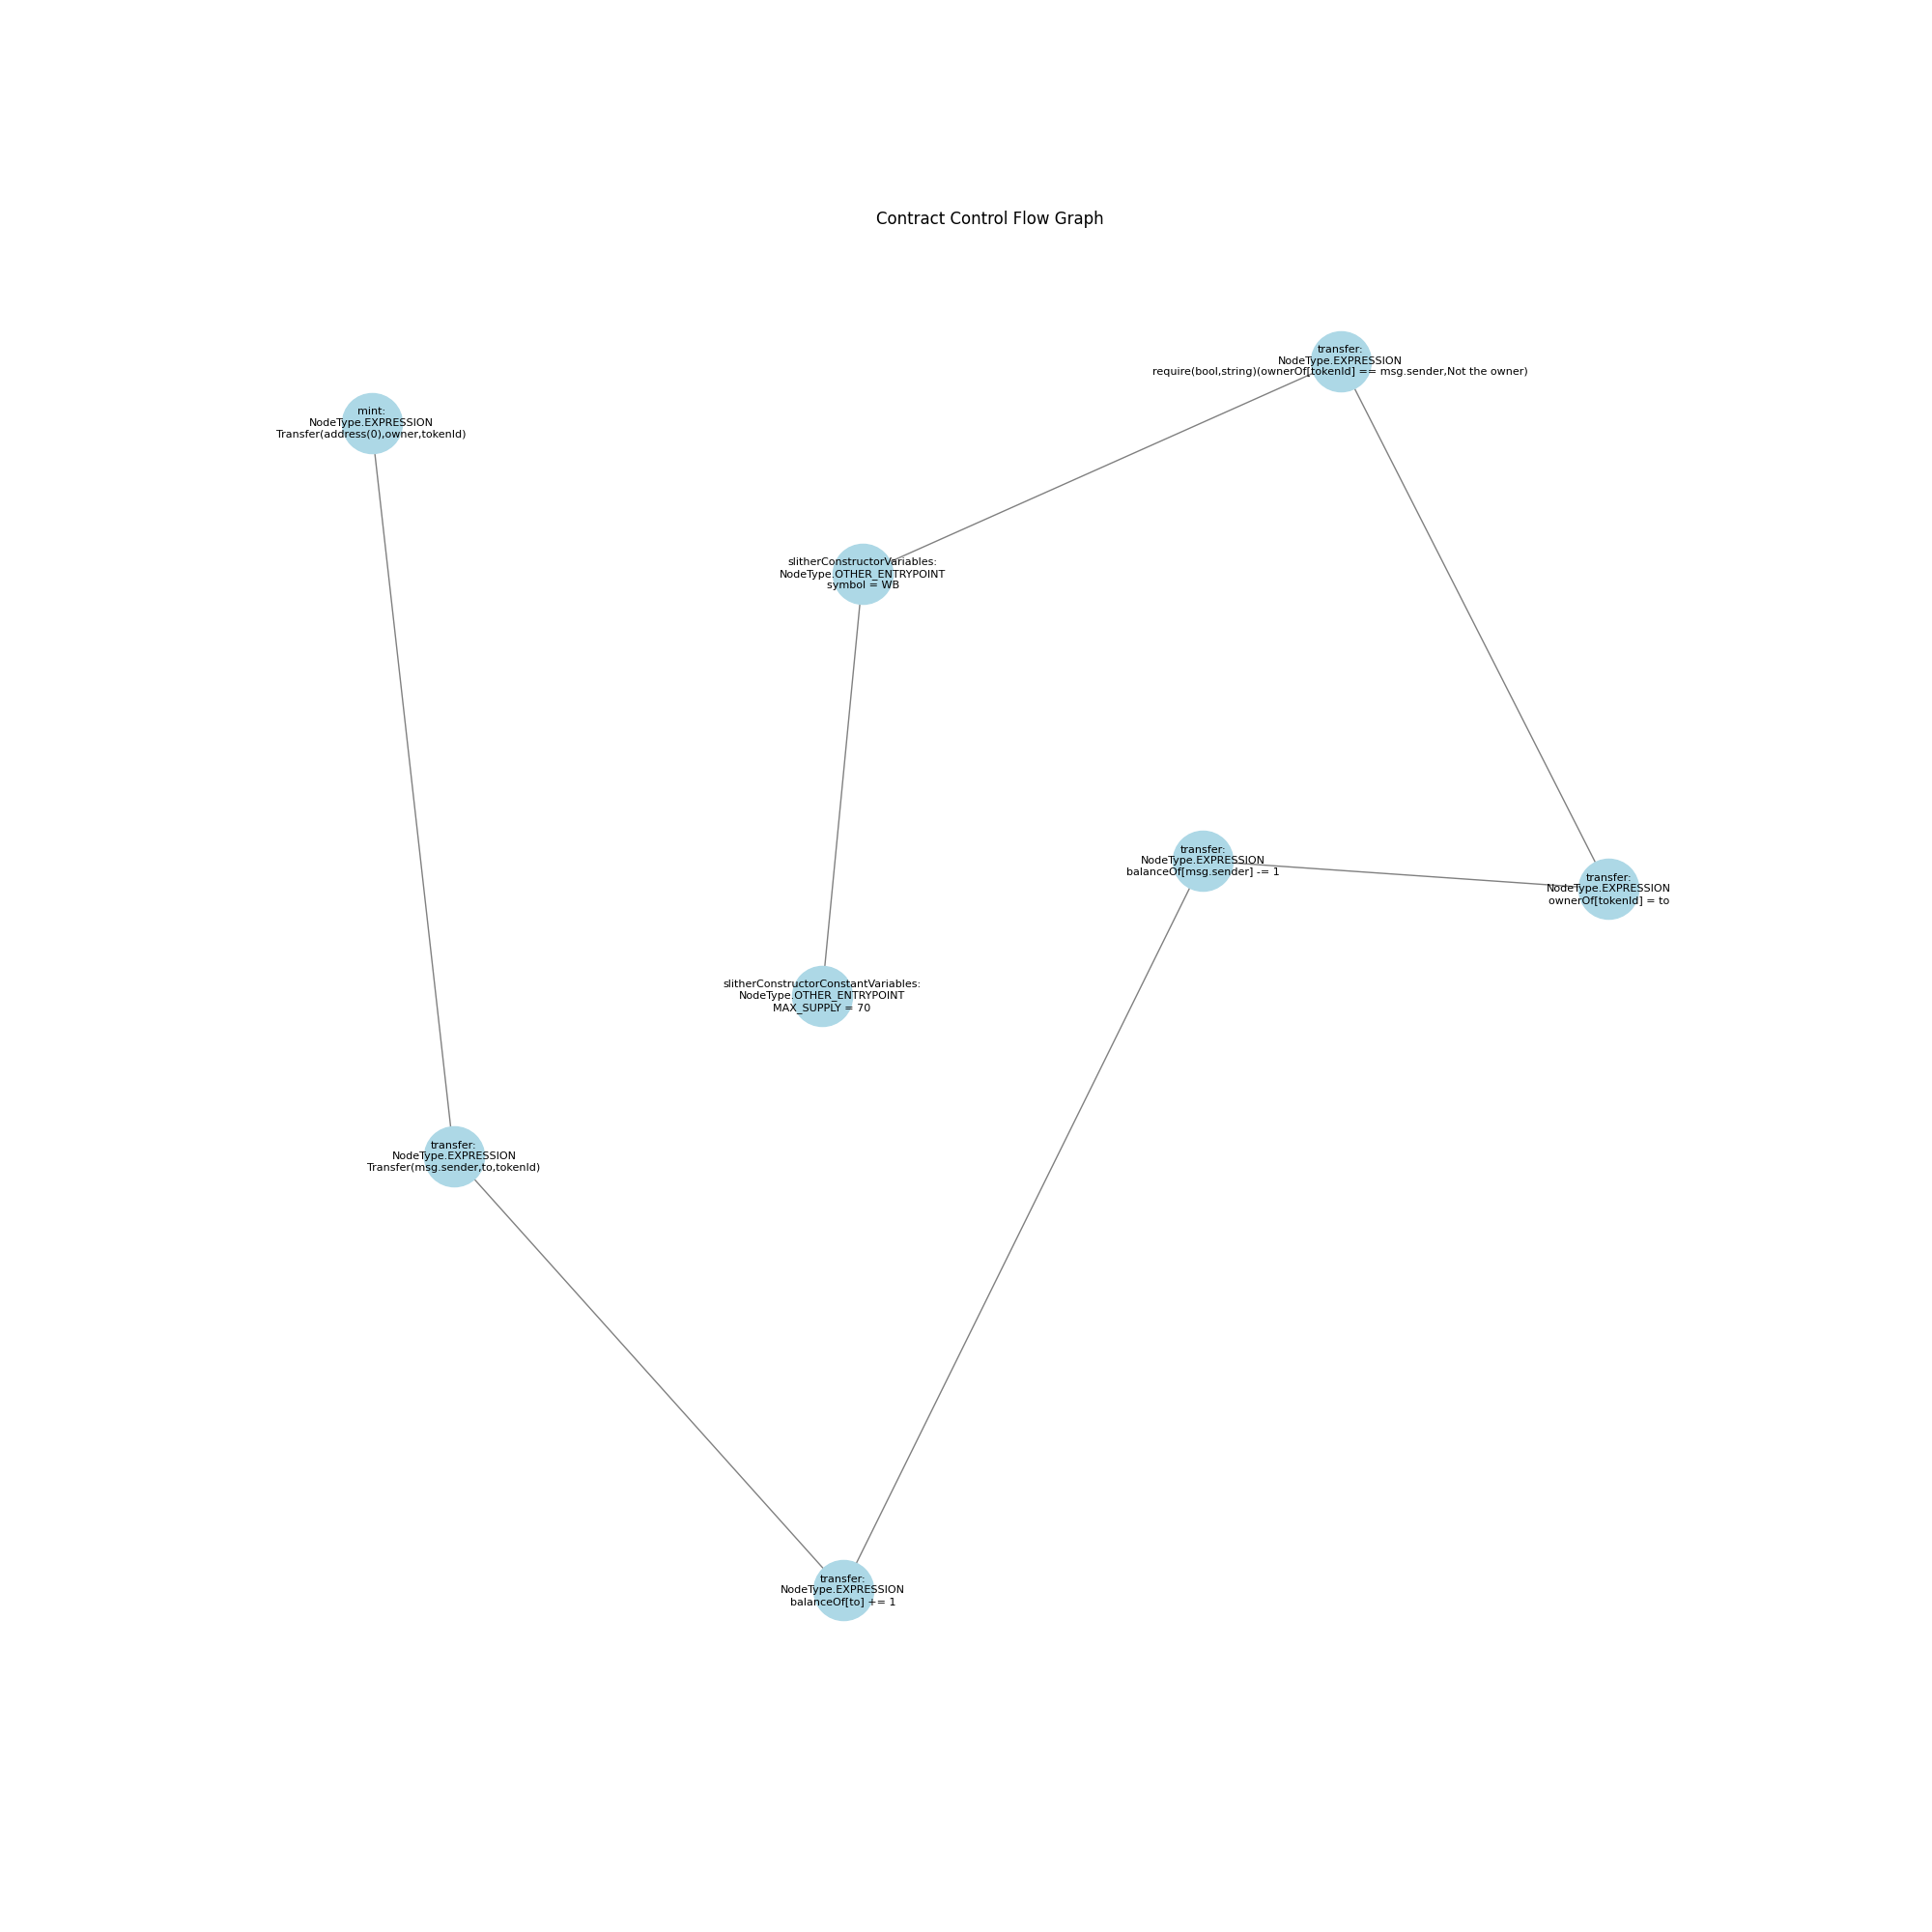 Contract Control Flow Graph
transfer:
NodeType.EXPRESSION
require(bool,string)(ownerOf[tokenId] == msg.sender,Not the owner)
mint:
NodeType.EXPRESSION
Transfer(address(0),owner,tokenId)
slitherConstructorVariables:
NodeType.OTHER_ENTRYPOINT
symbol = WB
transfer:
NodeType.EXPRESSION
balanceOf[msg.sender] -= 1
transfer:
NodeType.EXPRESSION
ownerOf[tokenId] = to
slitherConstructorConstantVariables:
NodeType.OTHER_ENTRYPOINT
MAX_SUPPLY = 70
transfer:
NodeType.EXPRESSION
Transfer(msg.sender,to,tokenId)
transfer:
NodeType.EXPRESSION
balanceOf[to] += 1